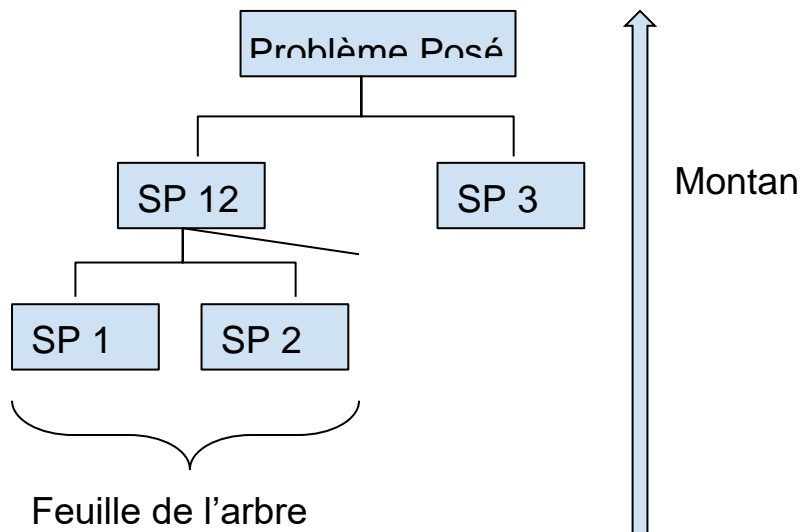 Problème Posé
SP 12
SP 3
Montan
SP 1
SP 2
Feuille de l’arbre